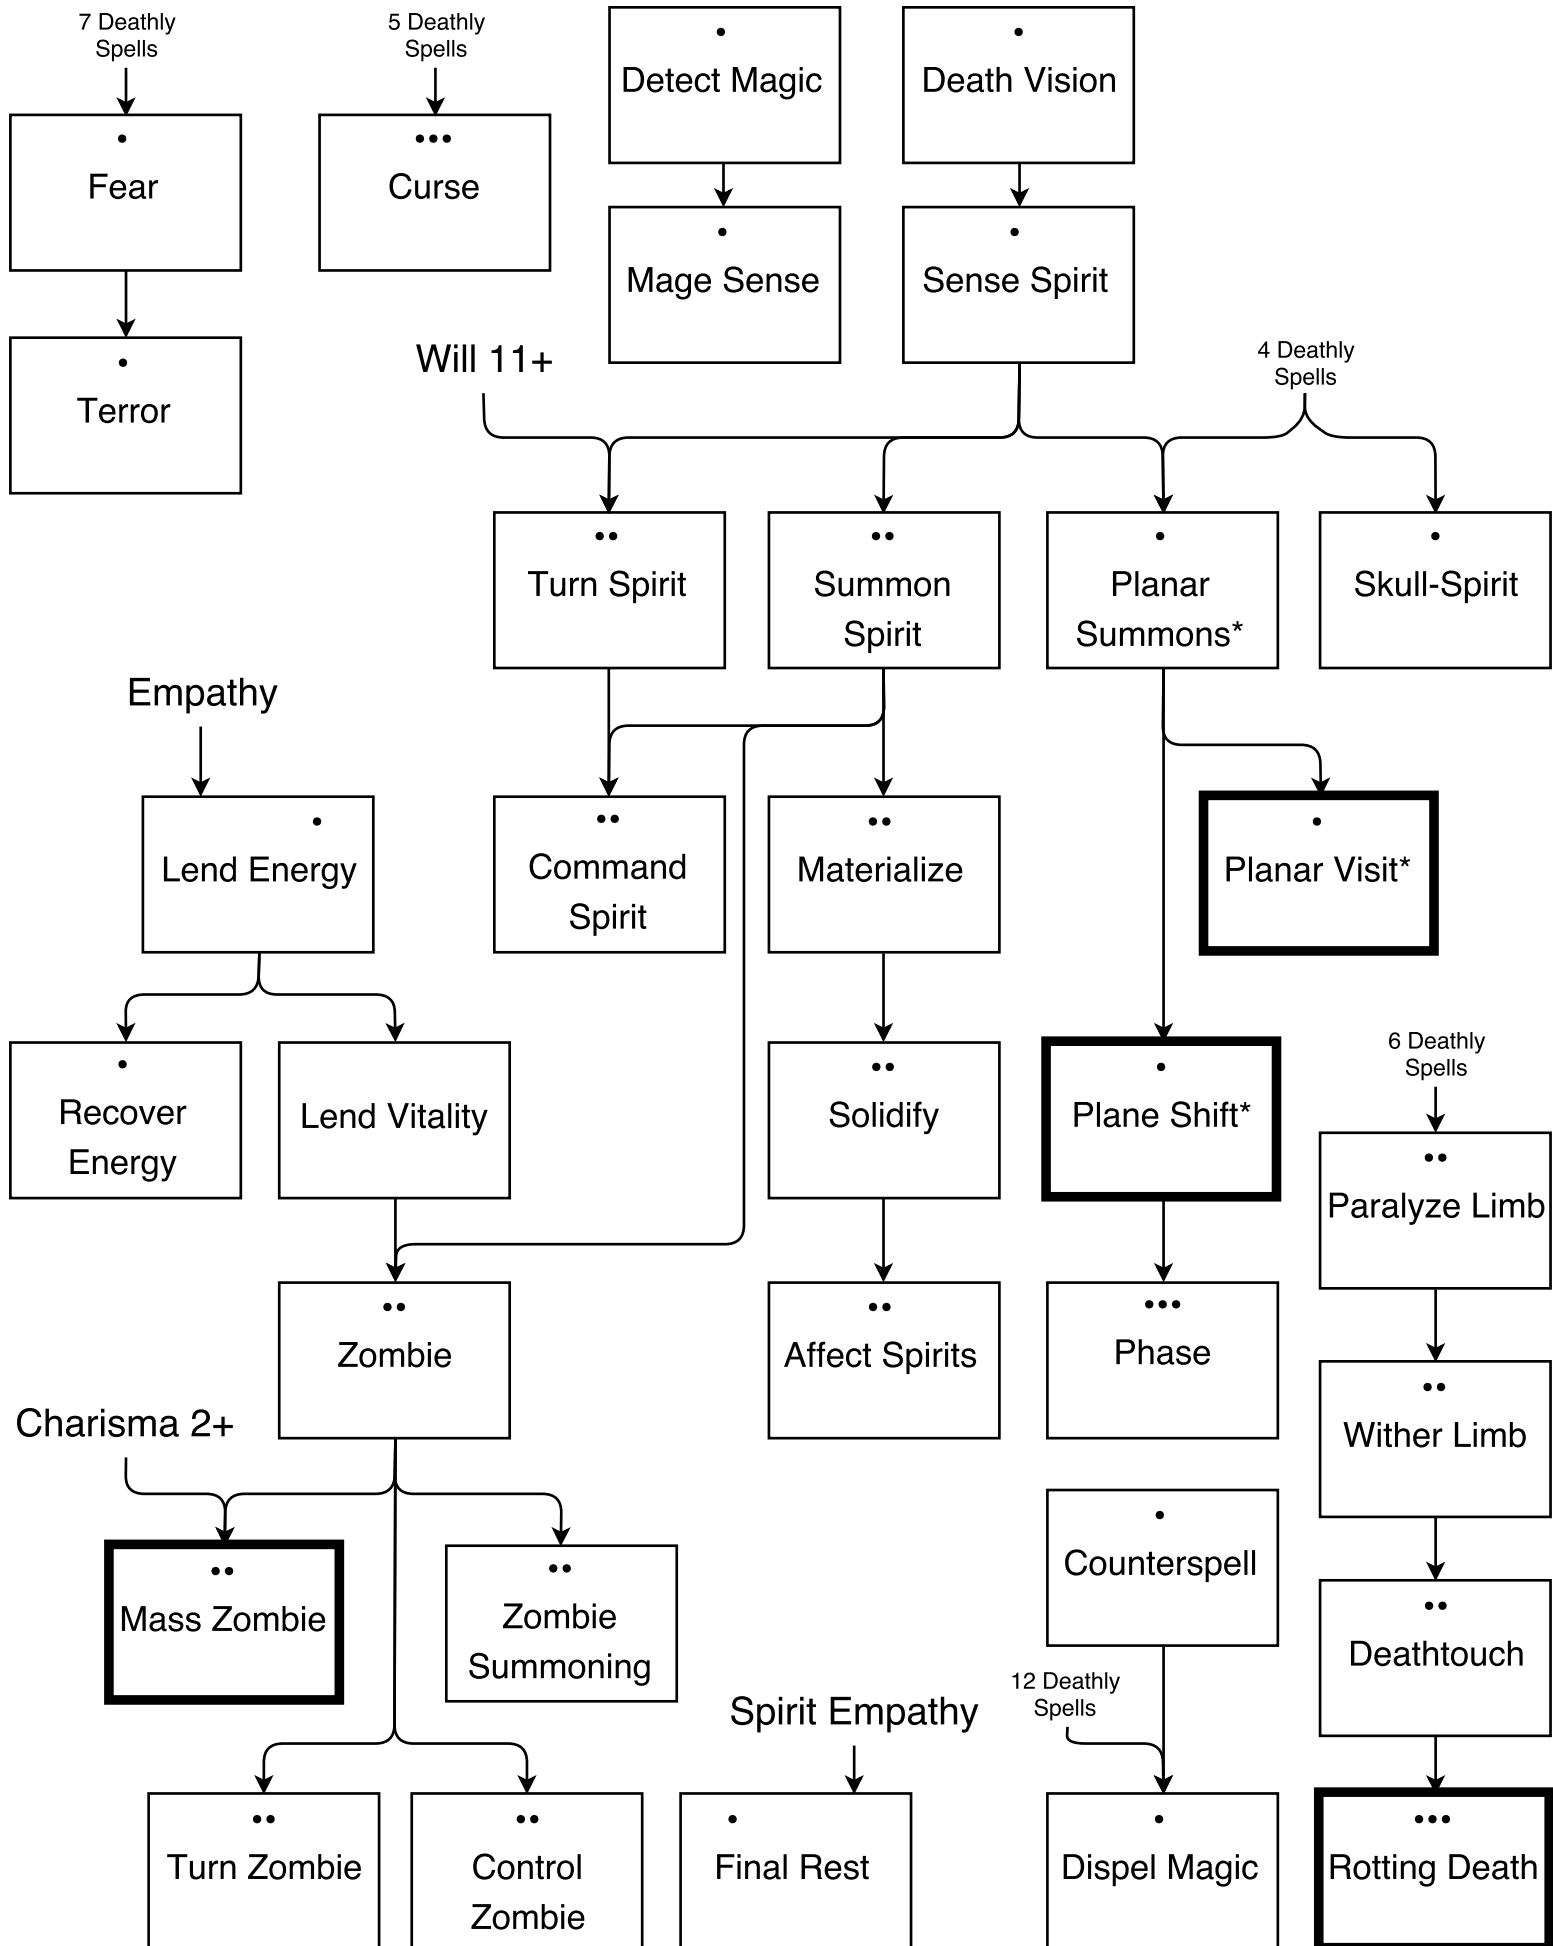 7 Deathly
Spells
5 Deathly
Spells
•
Detect Magic
•
Death Vision
•
Fear
•••
Curse
•
Mage Sense
•
Sense Spirit
Will 11+
4 Deathly
Spells
•
Terror
••
Turn Spirit
••
Summon
Spirit
•
Planar
Summons*
•
Skull-Spirit
Empathy
•
Lend Energy
••
Command
Spirit
••
Materialize
•
Planar Visit*
•
Recover
Energy
Lend Vitality
••
Solidify
•
Plane Shift*
6 Deathly
Spells
••
Paralyze Limb
••
Zombie
••
Affect Spirits
•••
Phase
••
Wither Limb
Charisma 2+
••
Mass Zombie
••
Zombie
Summoning
•
Counterspell
••
Deathtouch
Spirit Empathy
12 Deathly
Spells
••
Turn Zombie
••
Control
Zombie
•
Final Rest
•
Dispel Magic
•••
Rotting Death